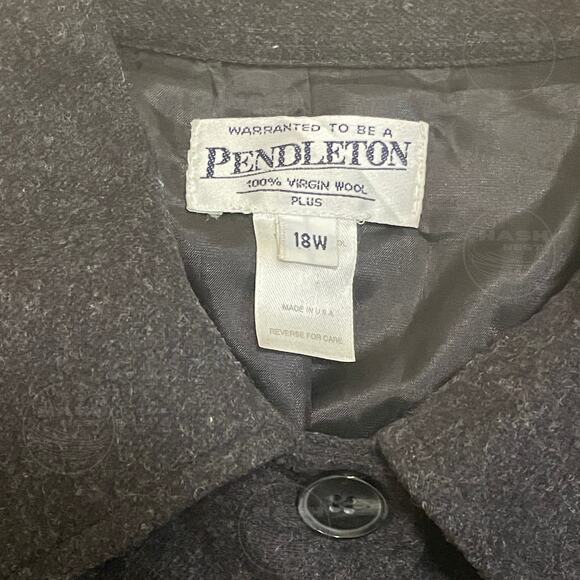 WARRANTED TO BE A
PENDLETON
100% VIRGIN WOOL
PLUS
18W
MADE IN U S A
REVERSE FOR CARE